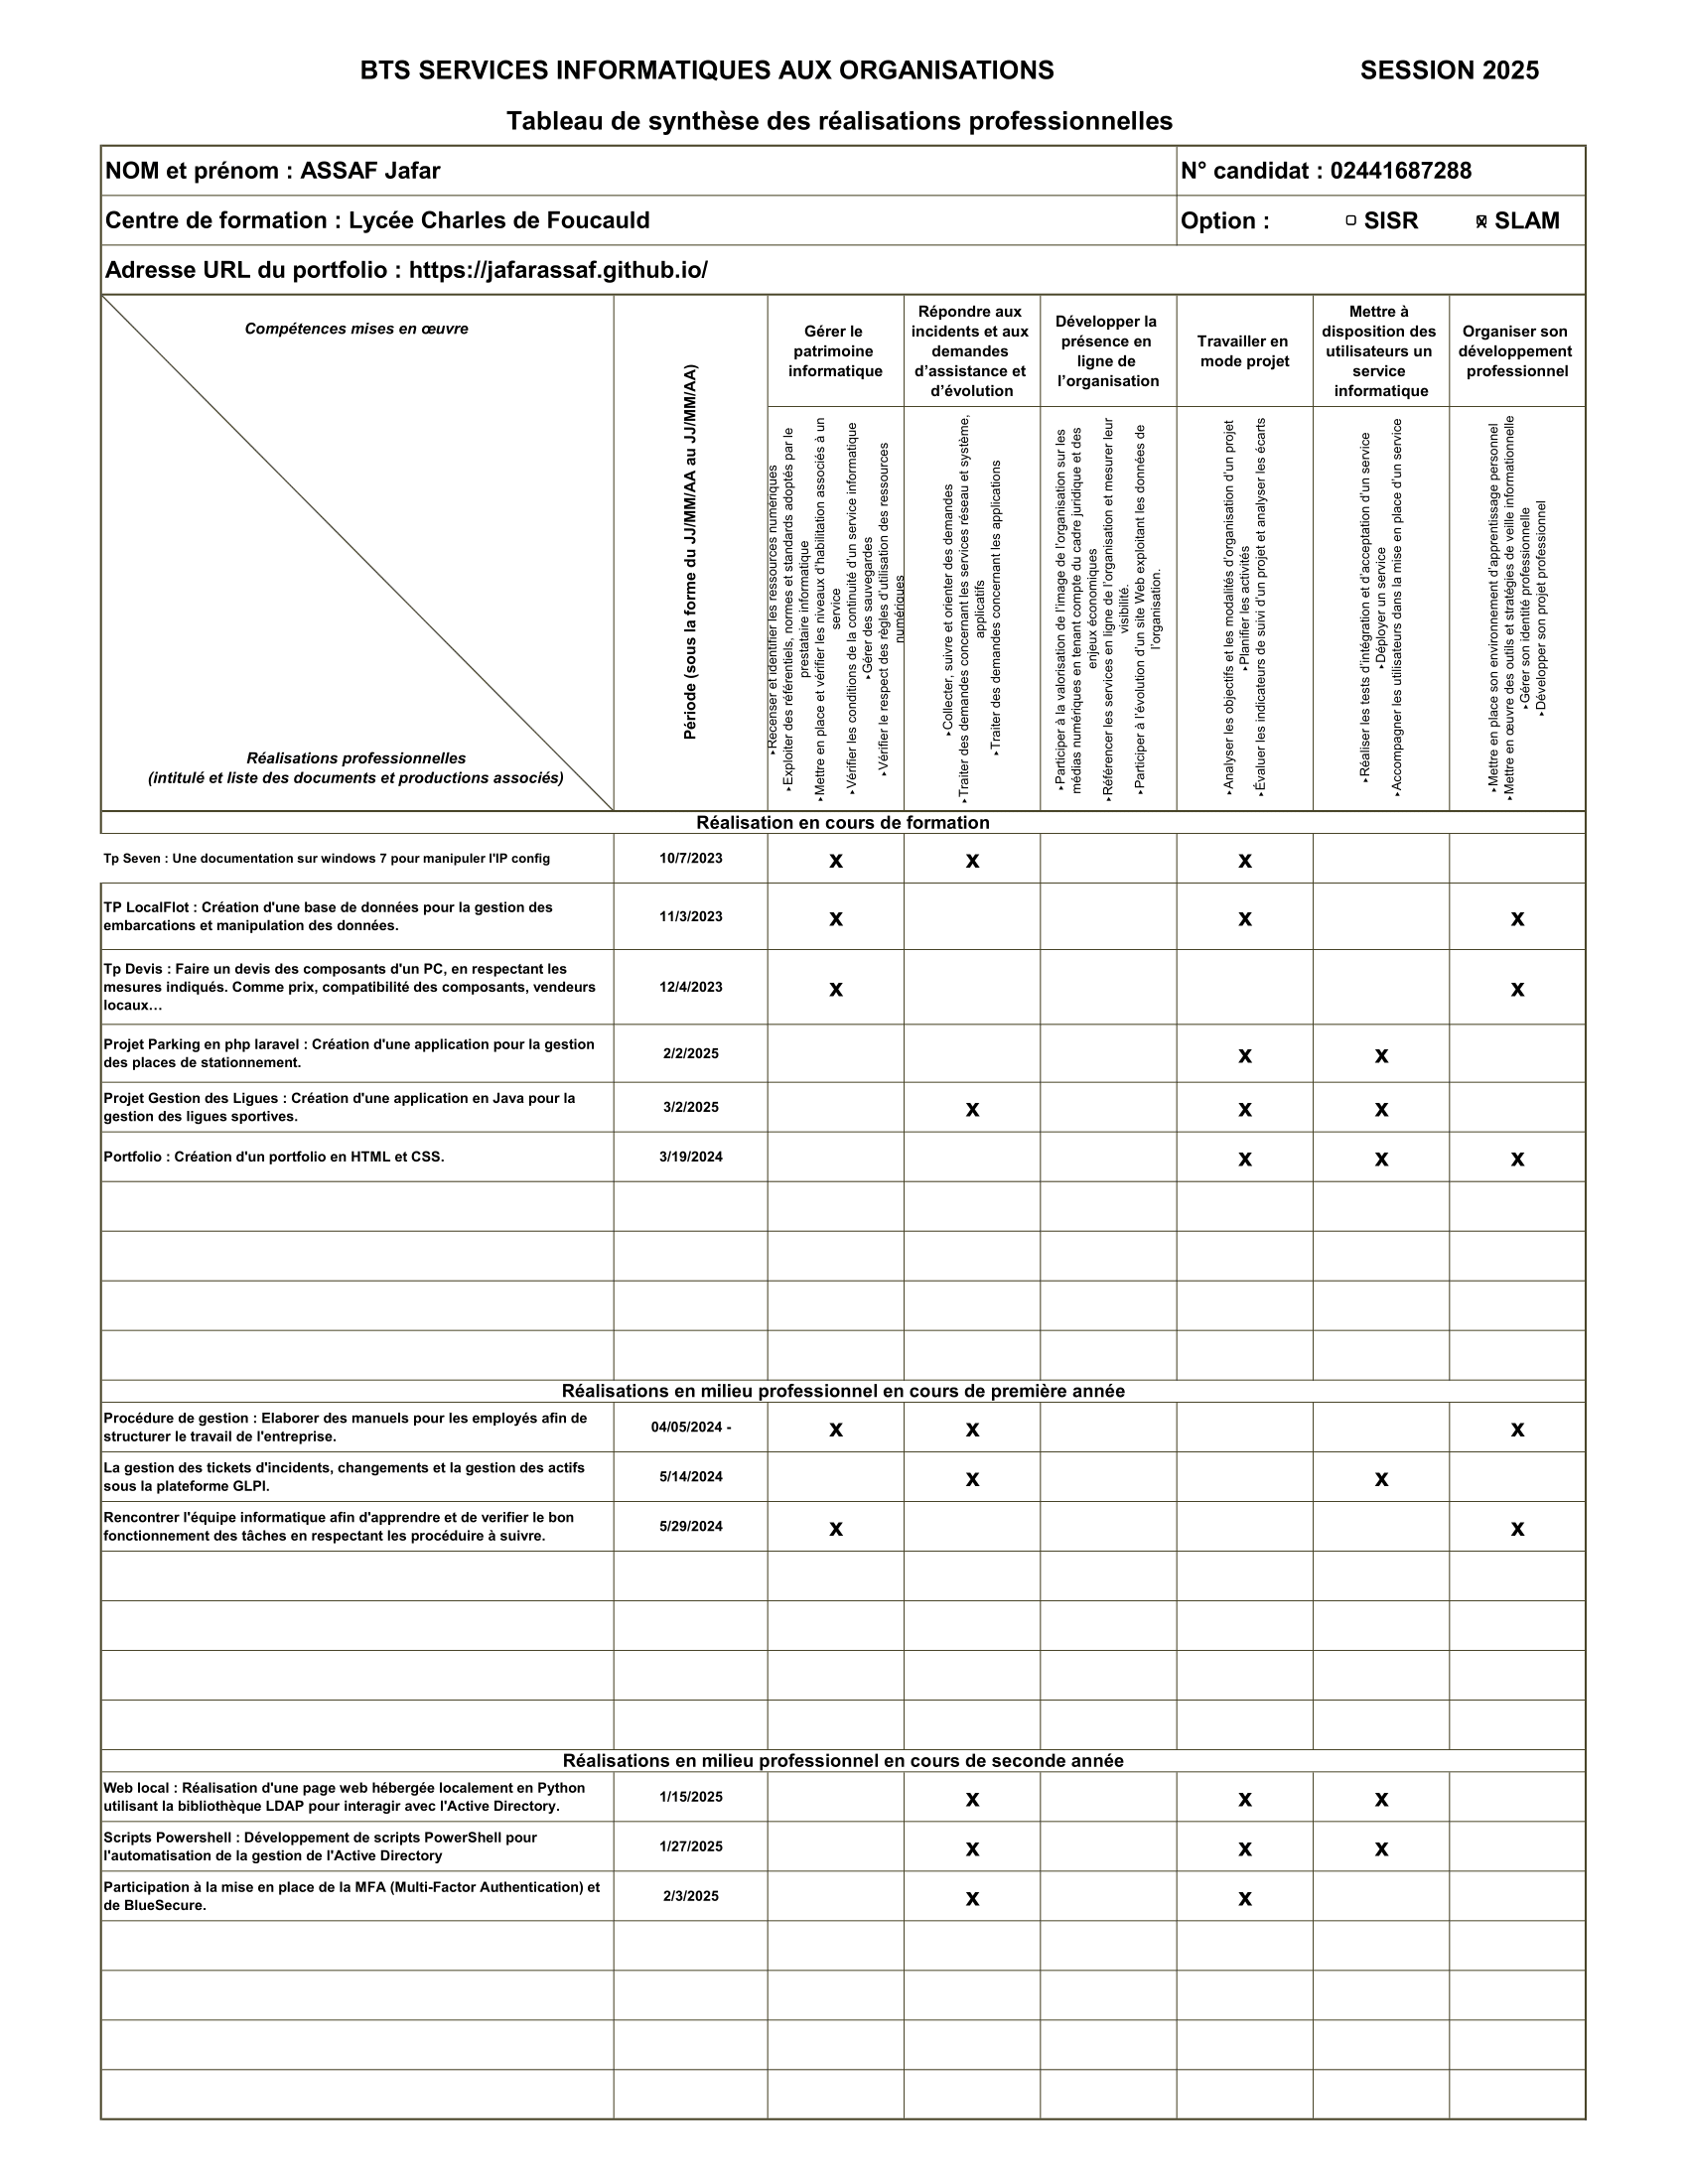 BTS SERVICES INFORMATIQUES AUX ORGANISATIONS SESSION 2025
Tableau de synthèse des réalisations professionnelles
NOM et prénom : ASSAF Jafar
N° candidat : 02441687288
Centre de formation : Lycée Charles de Foucauld
Option : ▢ SISR ☒ SLAM
Adresse URL du portfolio : https://jafarassaf.github.io/
Compétences mises en œuvre
Réalisations professionnelles
(intitulé et liste des documents et productions associés)
Période (sous la forme du JJ/MM/AA au JJ/MM/AA)
Gérer le
patrimoine
informatique
Répondre aux
incidents et aux
demandes
d’assistance et
d’évolution
Développer la
présence en
ligne de
l’organisation
Travailler en
mode projet
Mettre à
disposition des
utilisateurs un
service
informatique
Organiser son
développement
professionnel
‣Recenser et identifier les ressources numériques
‣Exploiter des référentiels, normes et standards adoptés par le
prestataire informatique
‣Mettre en place et vérifier les niveaux d’habilitation associés à un
service
‣Vérifier les conditions de la continuité d’un service informatique
‣Gérer des sauvegardes
‣Vérifier le respect des règles d’utilisation des ressources
numériques
‣Collecter, suivre et orienter des demandes
‣Traiter des demandes concernant les services réseau et système,
applicatifs
‣Traiter des demandes concernant les applications
‣Participer à la valorisation de l’image de l’organisation sur les
médias numériques en tenant compte du cadre juridique et des
enjeux économiques
‣Référencer les services en ligne de l’organisation et mesurer leur
visibilité.
‣Participer à l’évolution d’un site Web exploitant les données de
l’organisation.
‣Analyser les objectifs et les modalités d’organisation d’un projet
‣Planifier les activités
‣Évaluer les indicateurs de suivi d’un projet et analyser les écarts
‣Réaliser les tests d’intégration et d’acceptation d’un service
‣Déployer un service
‣Accompagner les utilisateurs dans la mise en place d’un service
‣Mettre en place son environnement d’apprentissage personnel
‣Mettre en œuvre des outils et stratégies de veille informationnelle
‣Gérer son identité professionnelle
‣Développer son projet professionnel
Réalisation en cours de formation
Tp Seven : Une documentation sur windows 7 pour manipuler l'IP config
10/7/2023 x x x
TP LocalFlot : Création d'une base de données pour la gestion des
embarcations et manipulation des données.
11/3/2023 x x x
Tp Devis : Faire un devis des composants d'un PC, en respectant les
mesures indiqués. Comme prix, compatibilité des composants, vendeurs
locaux…
12/4/2023 x x
Projet Parking en php laravel : Création d'une application pour la gestion
des places de stationnement.
2/2/2025 x x
Projet Gestion des Ligues : Création d'une application en Java pour la
gestion des ligues sportives.
3/2/2025 x x x
Portfolio : Création d'un portfolio en HTML et CSS.
3/19/2024 x x x
Réalisations en milieu professionnel en cours de première année
Procédure de gestion : Elaborer des manuels pour les employés afin de
structurer le travail de l'entreprise.
04/05/2024 - x x x
La gestion des tickets d'incidents, changements et la gestion des actifs
sous la plateforme GLPI.
5/14/2024 x x
Rencontrer l'équipe informatique afin d'apprendre et de verifier le bon
fonctionnement des tâches en respectant les procéduire à suivre.
5/29/2024 x x
Réalisations en milieu professionnel en cours de seconde année
Web local : Réalisation d'une page web hébergée localement en Python
utilisant la bibliothèque LDAP pour interagir avec l'Active Directory.
1/15/2025 x x x
Scripts Powershell : Développement de scripts PowerShell pour
l'automatisation de la gestion de l'Active Directory
1/27/2025 x x x
Participation à la mise en place de la MFA (Multi-Factor Authentication) et
de BlueSecure.
2/3/2025 x x